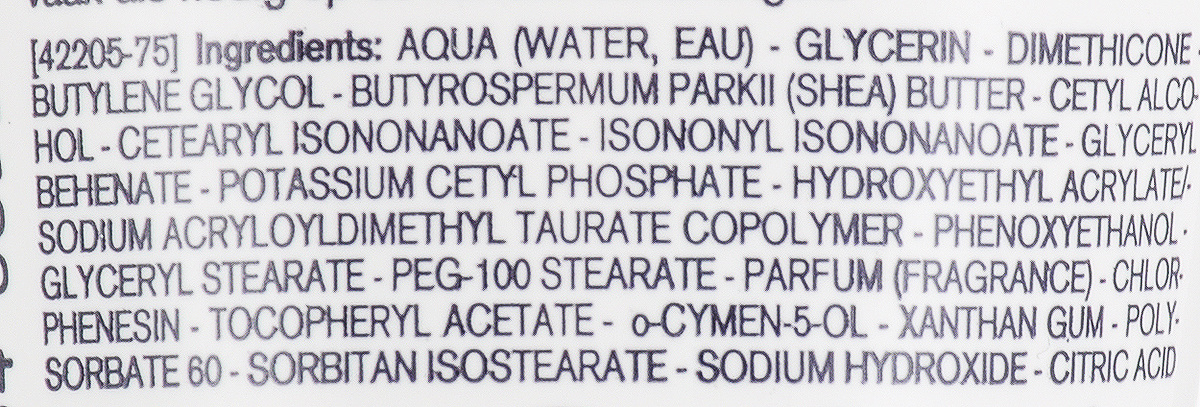 [42205-75] Ingredients: AQUA (WATER, EAU) - GLYCERIN - DIMETHICONE -
BUTYLENE GLYCOL - BUTYROSPERMUM PARKII (SHEA) BUTTER - CETYL ALCO-
HOL - CETEARYL ISONONANOATE - ISONONYL ISONONANOATE - GLYCERYL
BEHENATE - POTASSIUM CETYL PHOSPHATE - HYDROXYETHYL ACRYLATE/-
SODIUM ACRYLOYLDIMETHYL TAURATE COPOLYMER - PHENOXYETHANOL -
GLYCERYL STEARATE - PEG-100 STEARATE - PARFUM (FRAGRANCE) - CHLOR-
PHENESIN - TOCOPHERYL ACETATE - o-CYMEN-5-OL - XANTHAN GUM - POLY-
SORBATE 60 - SORBITAN ISOSTEARATE - SODIUM HYDROXIDE - CITRIC ACID